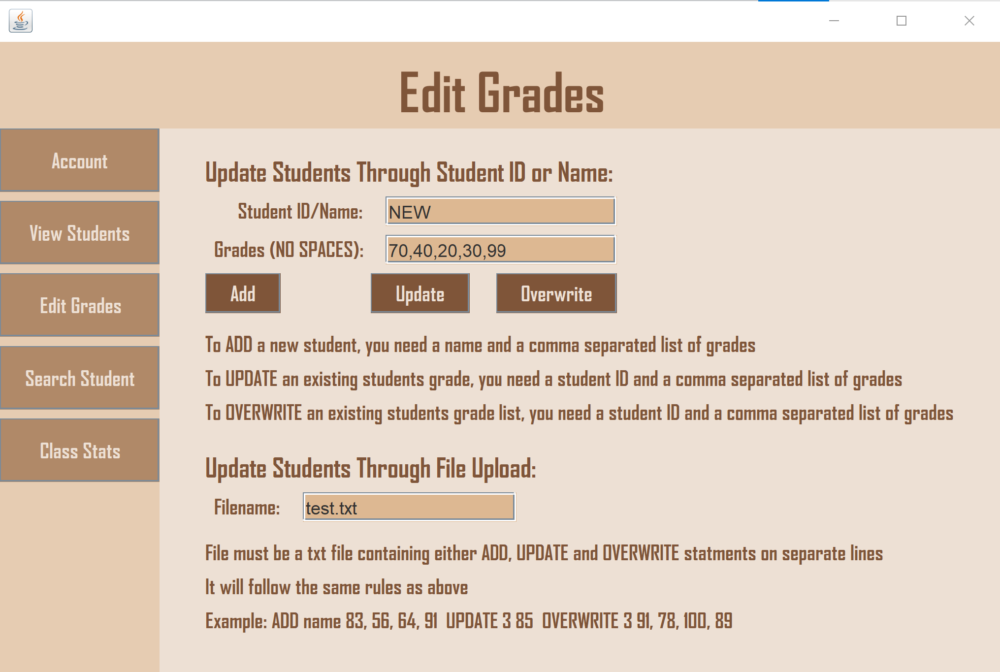 Edit Grades
Account
View Students
Edit Grades
Search Student
Class Stats
Update Students Through Student ID or Name:
Student ID/Name: NEW
Grades (NO SPACES): 70,40,20,30,99
Add Update Overwrite
To ADD a new student, you need a name and a comma separated list of grades
To UPDATE an existing students grade, you need a student ID and a comma separated list of grades
To OVERWRITE an existing students grade list, you need a student ID and a comma separated list of grades
Update Students Through File Upload:
Filename: test.txt
File must be a txt file containing either ADD, UPDATE and OVERWRITE statments on separate lines
It will follow the same rules as above
Example: ADD name 83, 56, 64, 91 UPDATE 3 85 OVERWRITE 3 91, 78, 100, 89